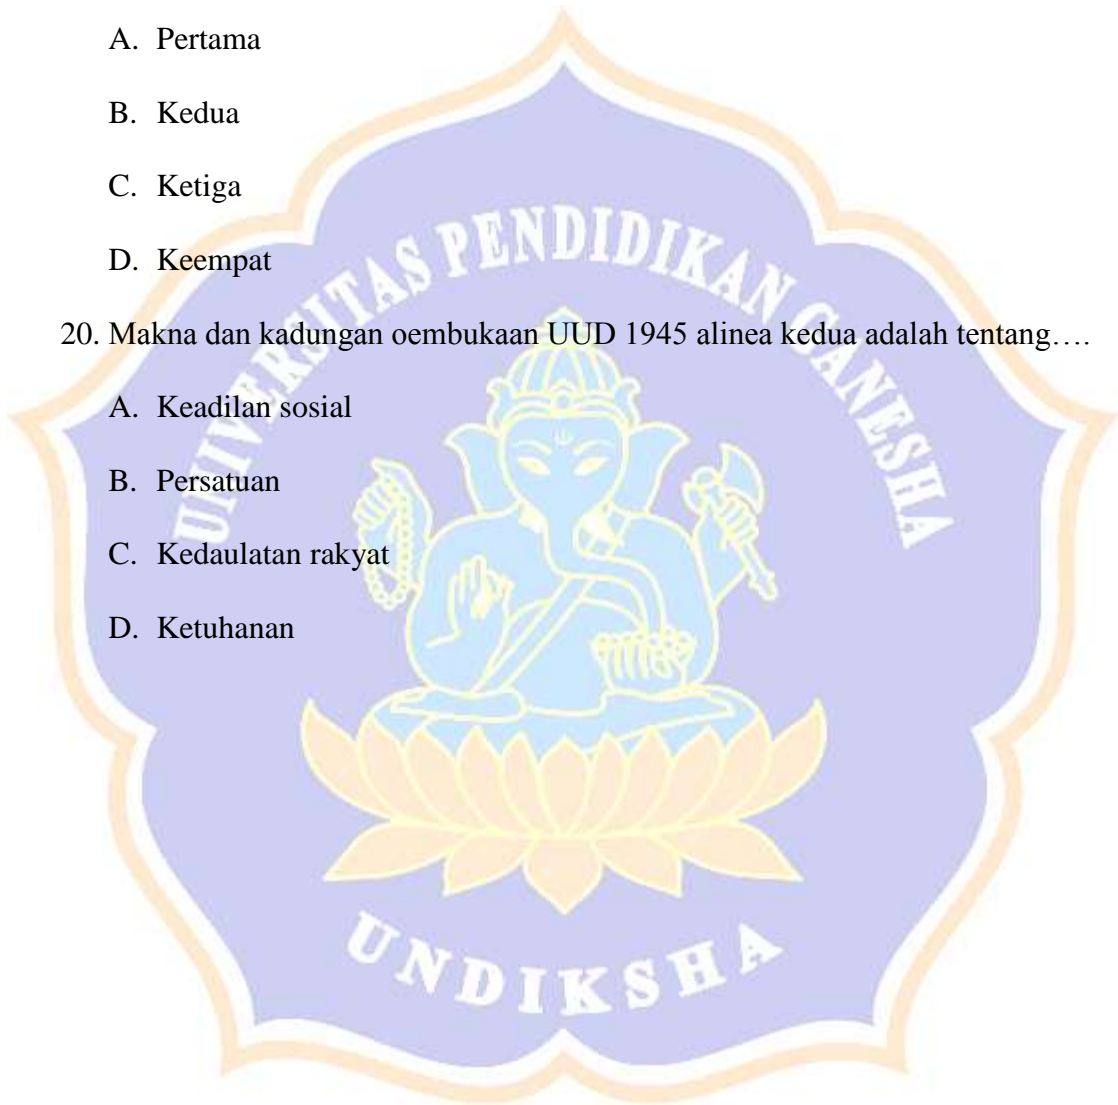 A. Pertama
B. Kedua
C. Ketiga
D. Keempat
20. Makna dan kadungan oembukaan UUD 1945 alinea kedua adalah tentang….
A. Keadilan sosial
B. Persatuan
C. Kedaulatan rakyat
D. Ketuhanan
UNIVERSITAS PENDIDIKAN GANESHA
UNDIKSHA